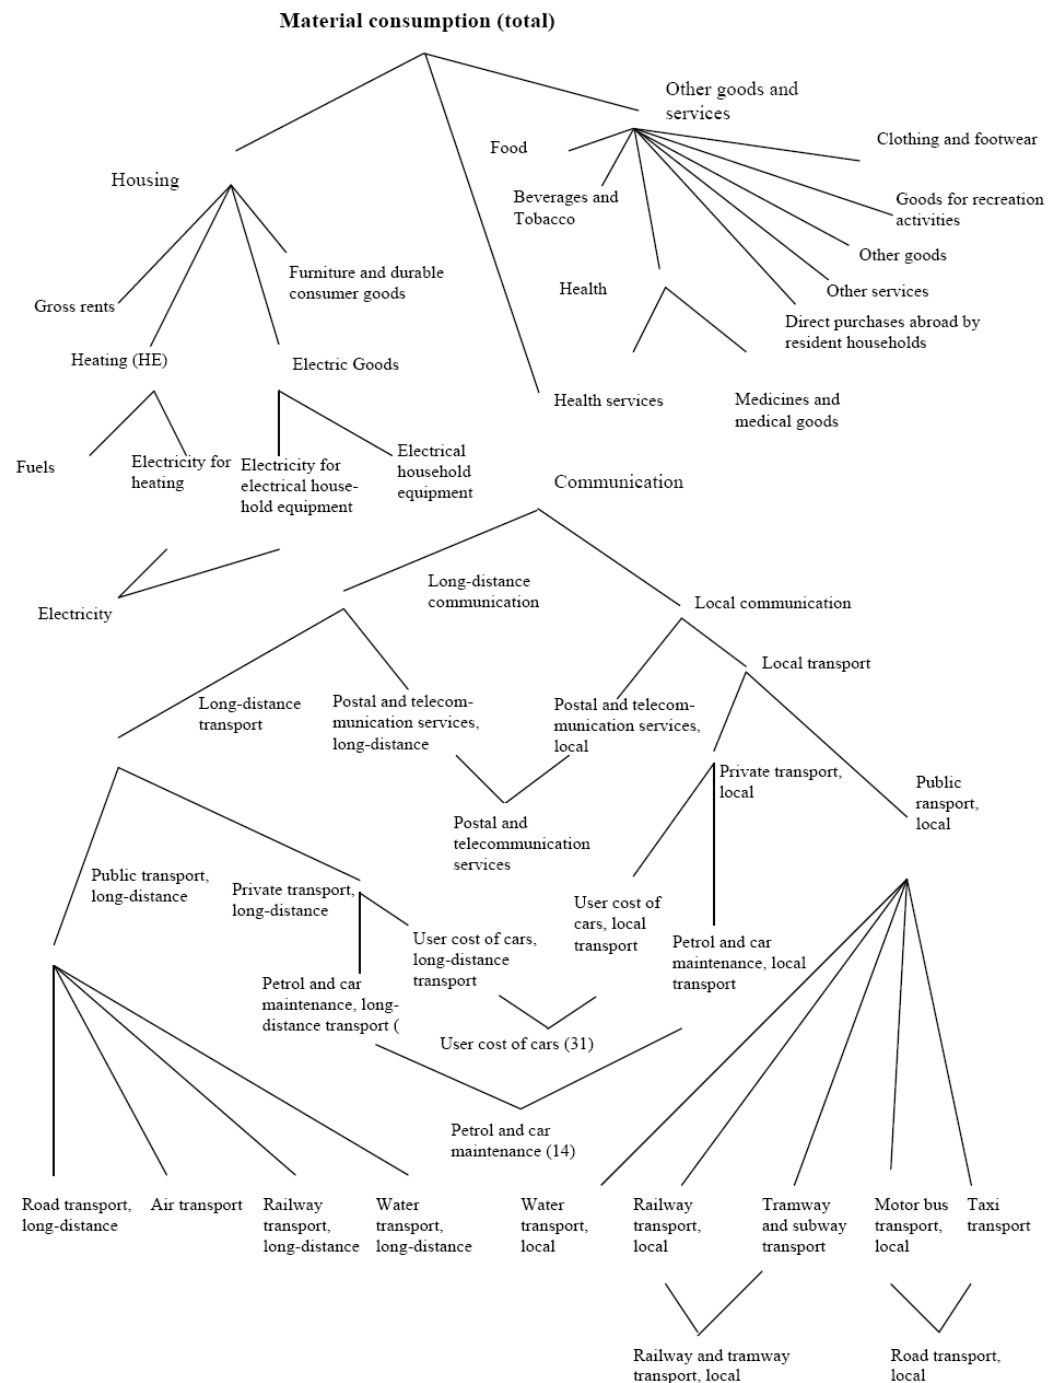 Material consumption (total)
Other goods and
services
Clothing and footwear
Food
Housing
Beverages and
Tobacco
Goods for recreation
activities
Other goods
Furniture and durable
consumer goods
Health
Other services
Gross rents
Direct purchases abroad by
resident households
Heating (HE)
Electric Goods
Health services
Medicines and
medical goods
Fuels
Electricity for
heating
Electricity for
electrical house-
hold equipment
Electrical
household
equipment
Communication
Long-distance
communication
Local communication
Electricity
Local transport
Long-distance
transport
Postal and telecom-
munication services,
long-distance
Postal and telecom-
munication services,
local
Private transport,
local
Public
ransport,
local
Postal and
telecommunication
services
Public transport,
long-distance
Private transport,
long-distance
User cost of
cars, local
transport
User cost of cars,
long-distance
transport
Petrol and car
maintenance, local
transport
Petrol and car
maintenance, long-
distance transport (
User cost of cars (31)
Petrol and car
maintenance (14)
Road transport,
long-distance
Air transport
Railway
transport,
long-distance
Water
transport,
long-distance
Water
transport,
local
Railway
transport,
local
Tramway
and subway
transport
Motor bus
transport,
local
Taxi
transport
Railway and tramway
transport, local
Road transport,
local